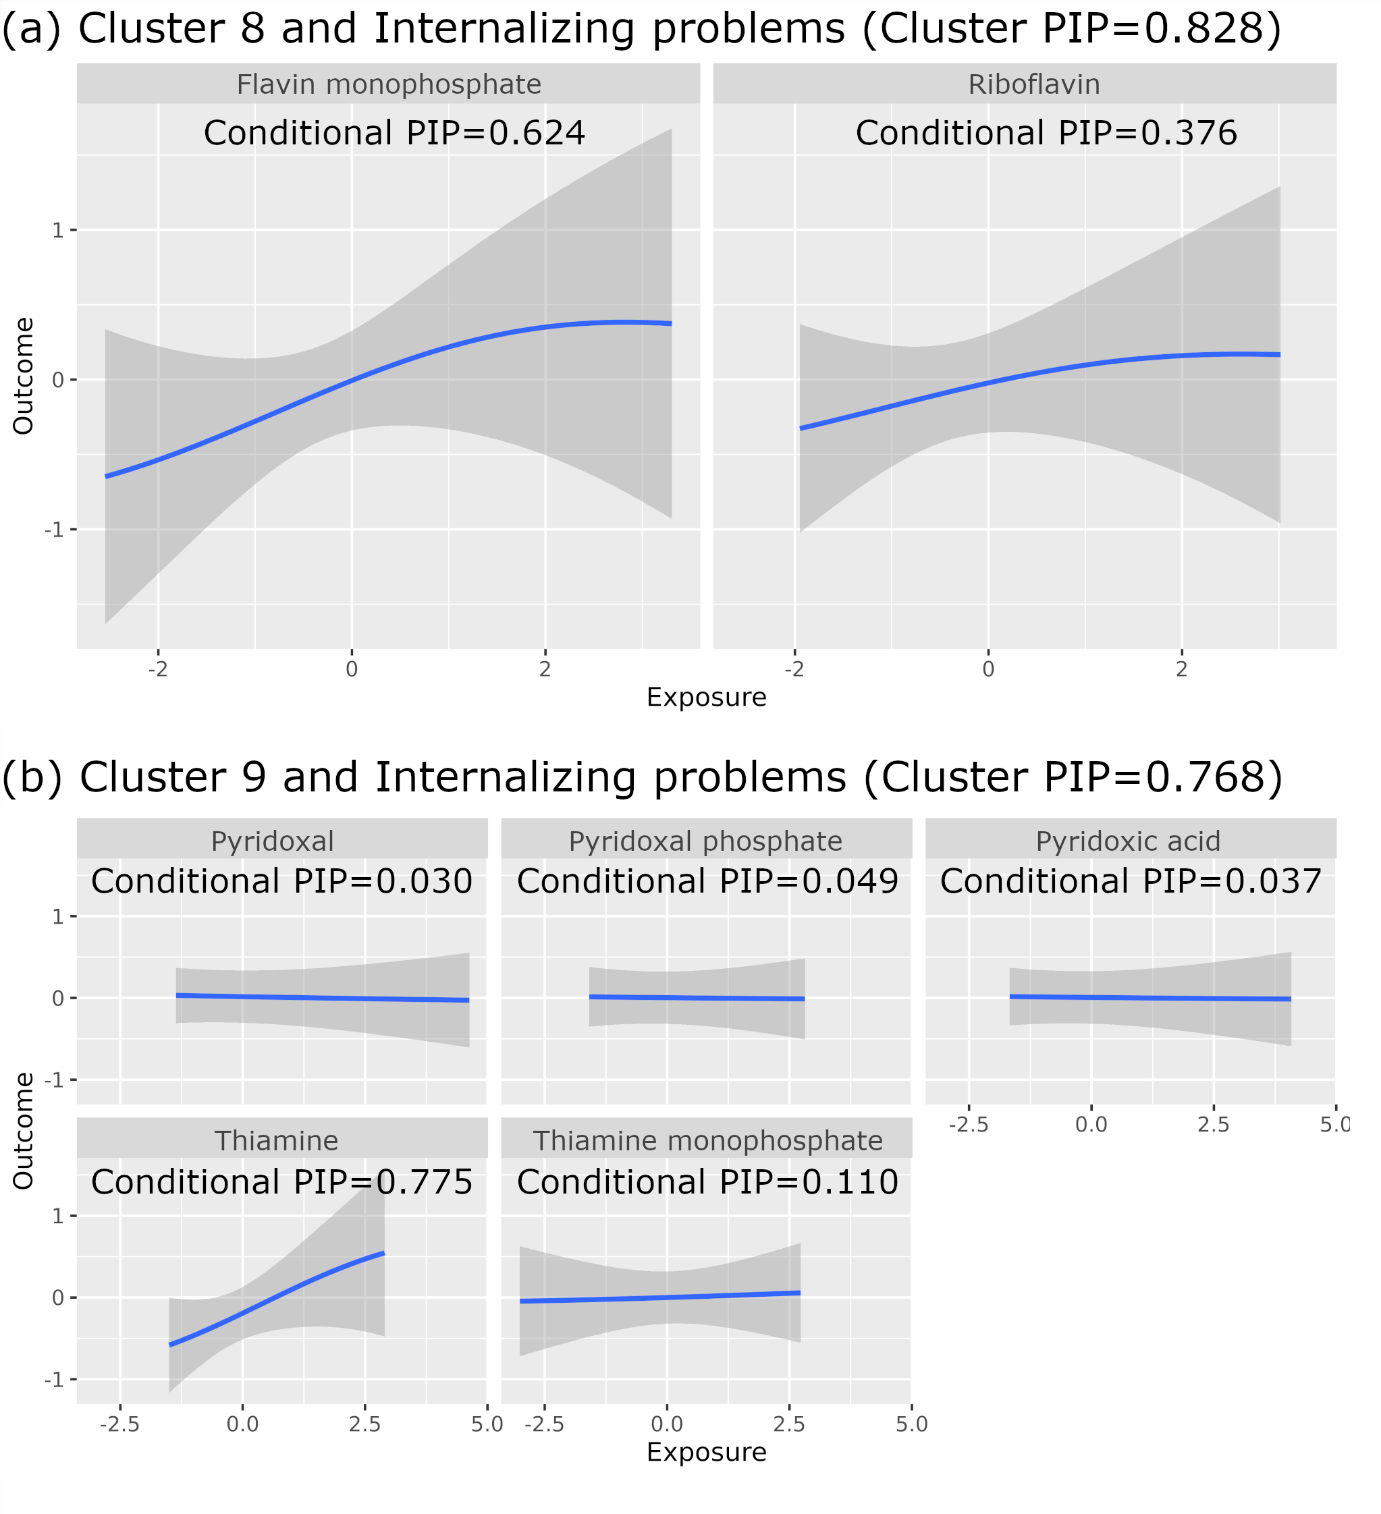 (a) Cluster 8 and Internalizing problems (Cluster PIP=0.828)
Flavin monophosphate
Riboflavin
Conditional PIP=0.624
Conditional PIP=0.376
1
0
-1
Outcome
-2
0
2
-2
0
2
Exposure
(b) Cluster 9 and Internalizing problems (Cluster PIP=0.768)
Pyridoxal
Pyridoxal phosphate
Pyridoxic acid
Conditional PIP=0.030
Conditional PIP=0.049
Conditional PIP=0.037
1
0
-1
-2.5
0.0
2.5
5.0
Outcome
Thiamine
Thiamine monophosphate
Conditional PIP=0.775
Conditional PIP=0.110
1
0
-1
-2.5
0.0
2.5
5.0
-2.5
0.0
2.5
5.0
Exposure